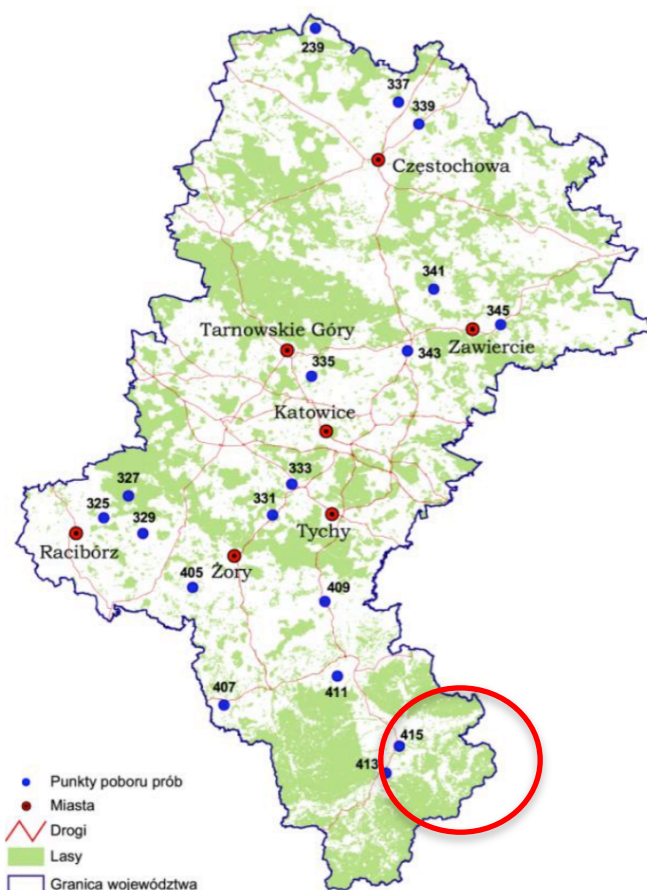 239
337
339
Częstochowa
341
345
Tarnowskie Góry
343
Zawiercie
335
Katowice
333
327
331
325
329
Tychy
Racibórz
Żory
405
409
407
411
415
413
Punkty poboru prób
Miasta
Drogi
Lasy
Granica województwa